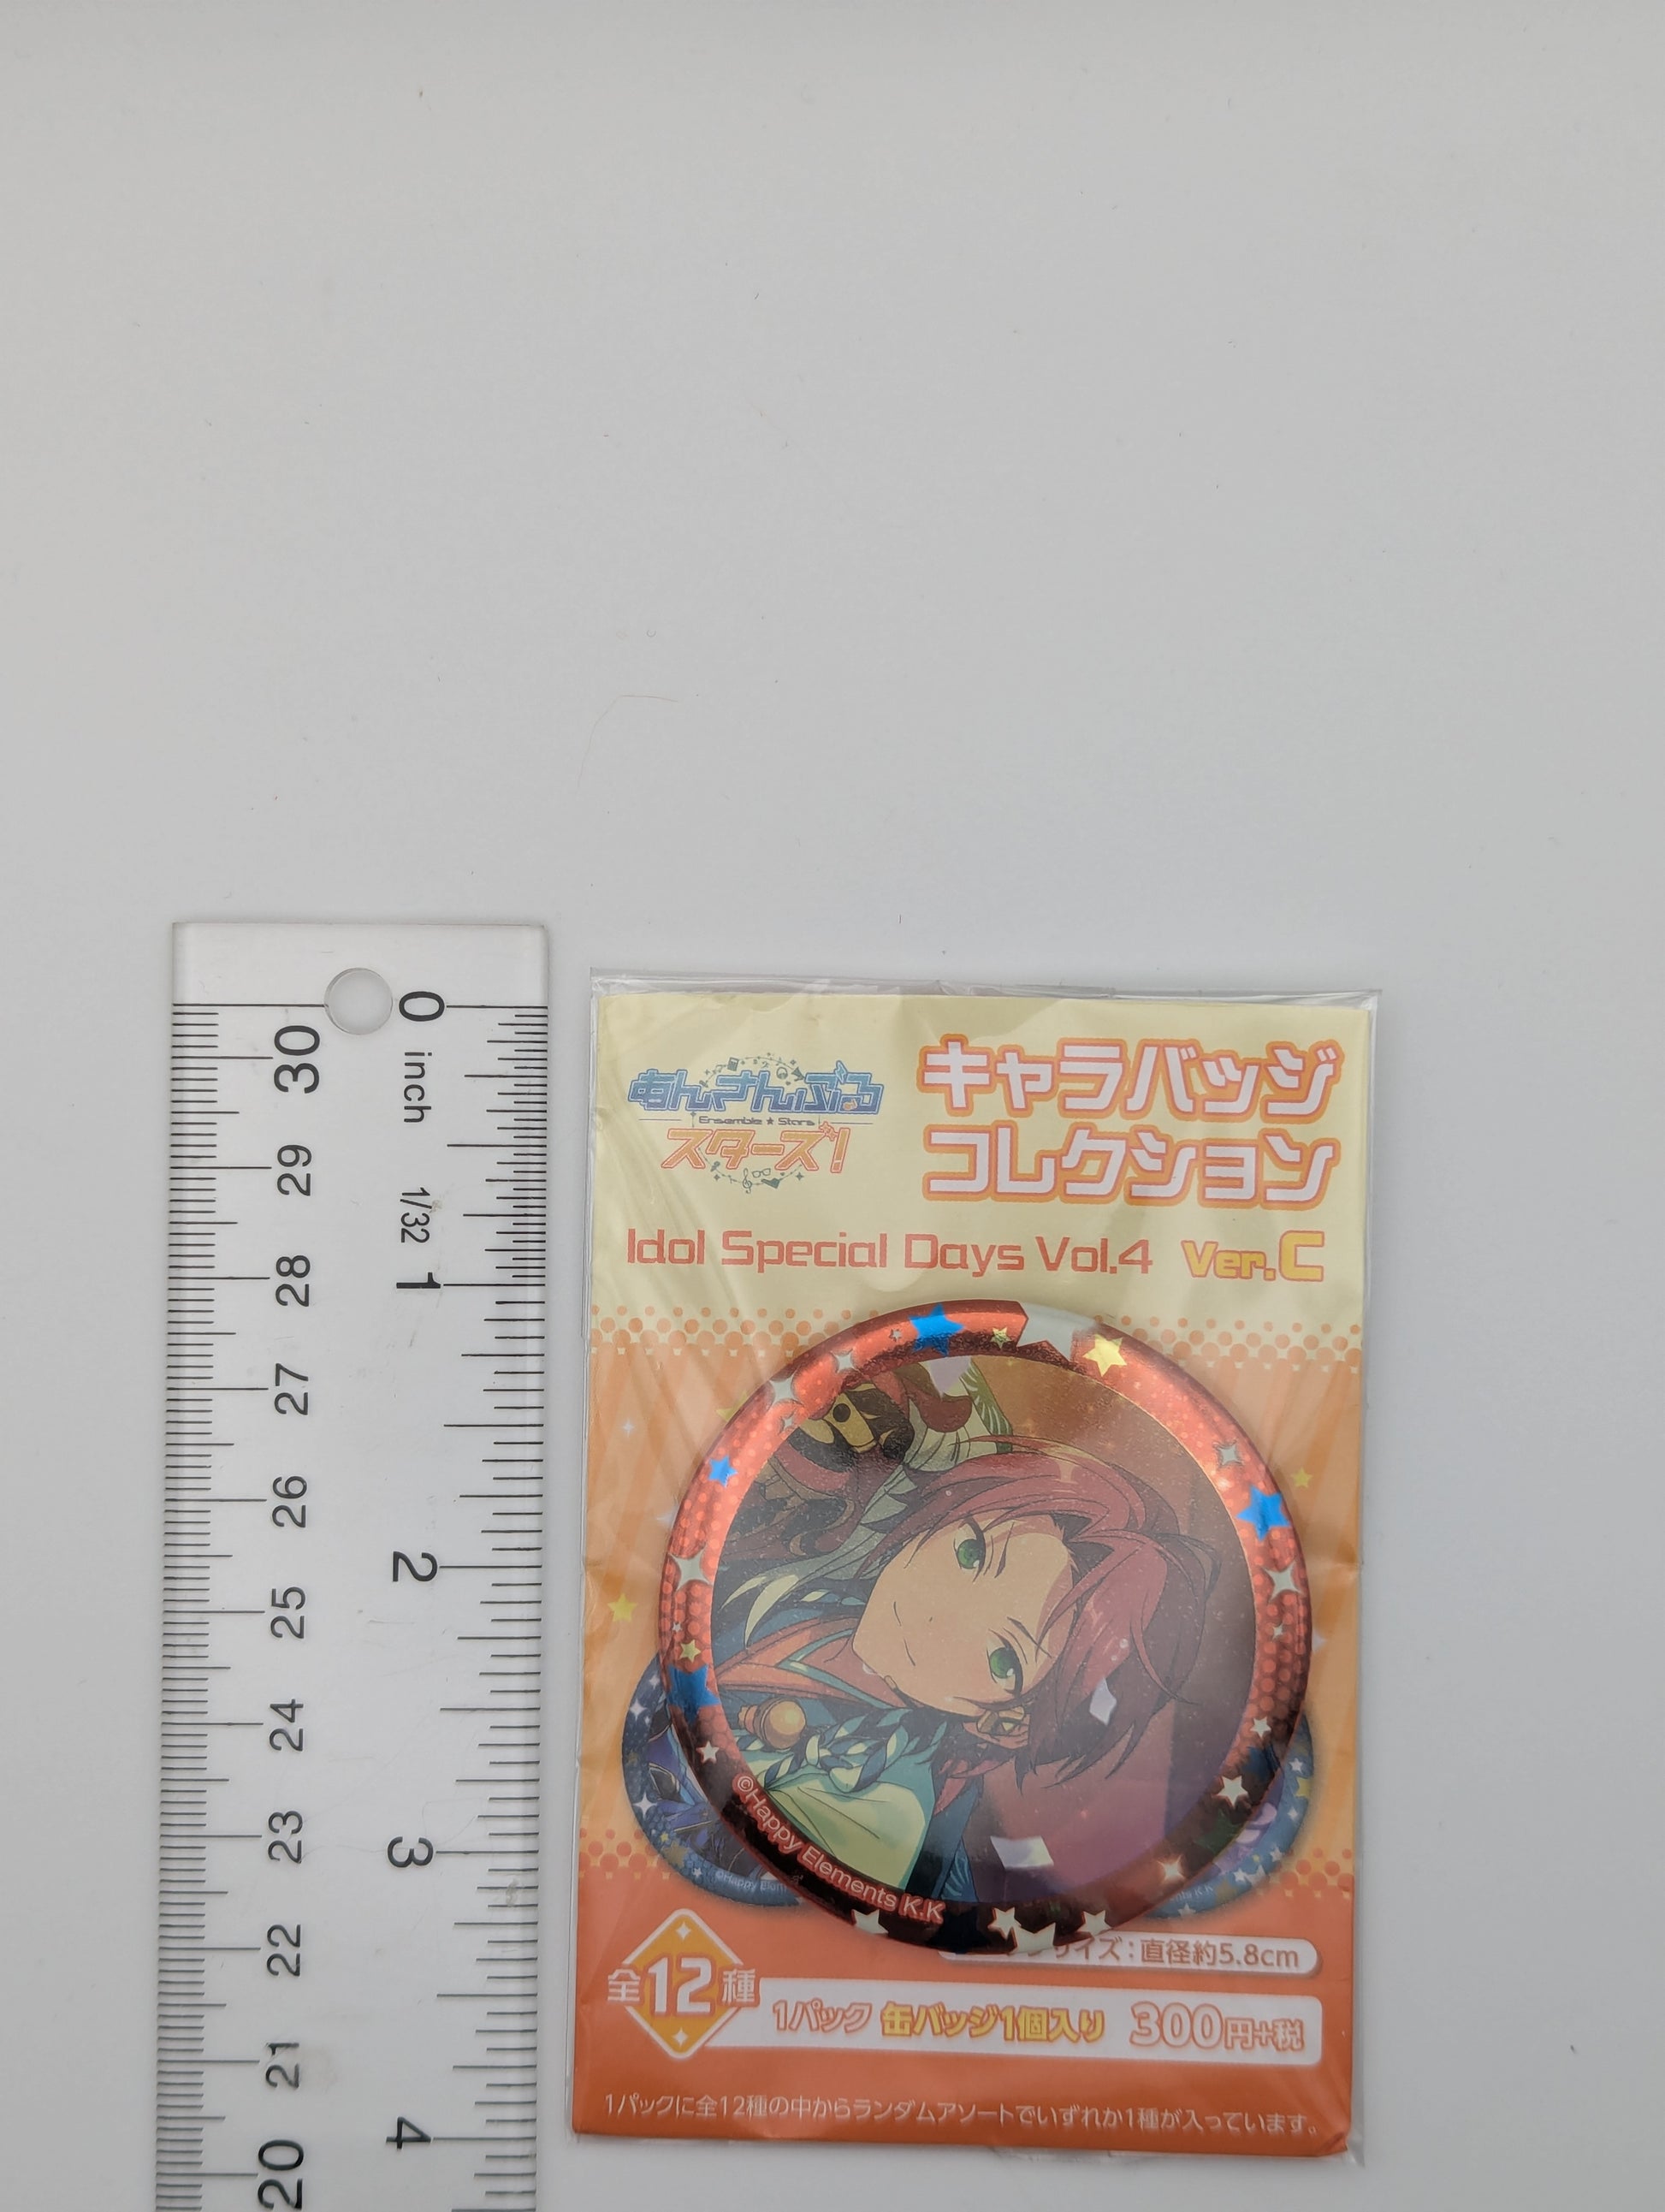 0 inch 1/32 1 2 3 4
30 29 28 27 26 25 24 23 22 21 20
あんさんぶる
Ensemble ★ Stars
スターズ!
キャラバッジ
コレクション
Idol Special Days Vol.4 Ver.C
©Happy Elements K.K
サイズ:直径約5.8cm
全12種
1パック 缶バッジ1個入り 300円+税
1パックに全12種の中からランダムアソートでいずれか1種が入っています。